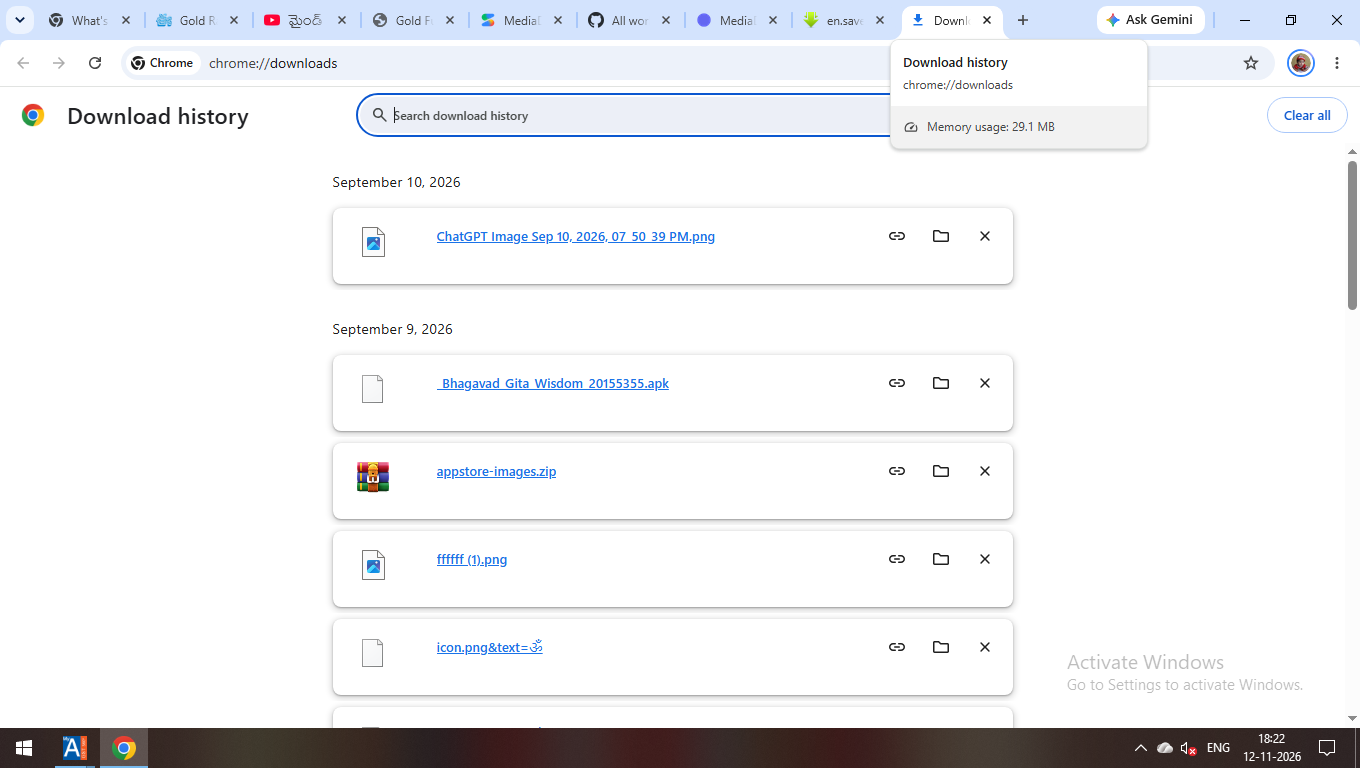 What's
Gold R
మైండ్
Gold F
Media
All wor
Media
en.save
Downl
Ask Gemini
Chrome
chrome://downloads
Download history
chrome://downloads
Memory usage: 29.1 MB
Download history
Search download history
Clear all
September 10, 2026
ChatGPT Image Sep 10, 2026, 07_50_39 PM.png
September 9, 2026
_Bhagavad_Gita_Wisdom_20155355.apk
appstore-images.zip
ffffff (1).png
icon.png&text=ॐ
Activate Windows
Go to Settings to activate Windows.
ENG
18:22
12-11-2026